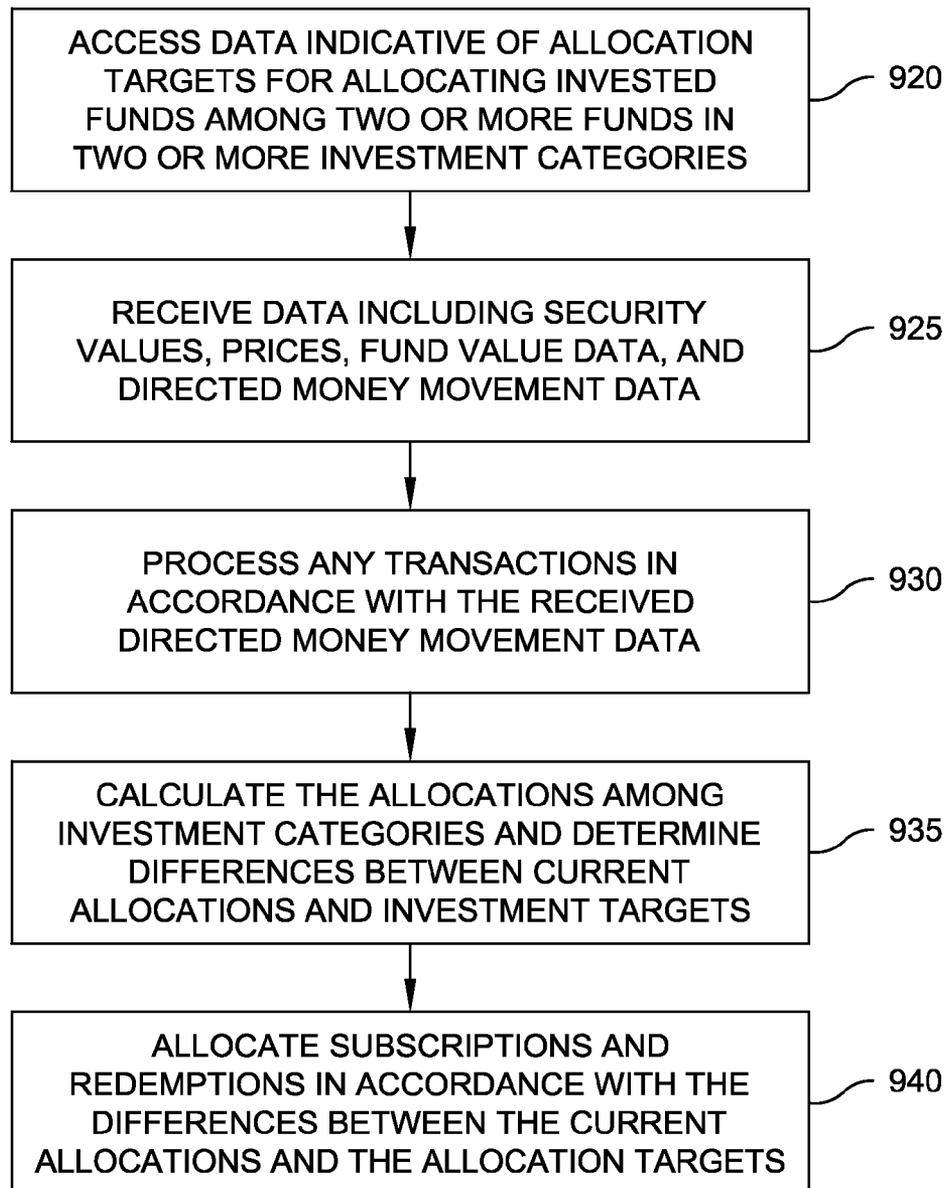 ACCESS DATA INDICATIVE OF ALLOCATION
TARGETS FOR ALLOCATING INVESTED
FUNDS AMONG TWO OR MORE FUNDS IN
TWO OR MORE INVESTMENT CATEGORIES
920
RECEIVE DATA INCLUDING SECURITY
VALUES, PRICES, FUND VALUE DATA, AND
DIRECTED MONEY MOVEMENT DATA
925
PROCESS ANY TRANSACTIONS IN
ACCORDANCE WITH THE RECEIVED
DIRECTED MONEY MOVEMENT DATA
930
CALCULATE THE ALLOCATIONS AMONG
INVESTMENT CATEGORIES AND DETERMINE
DIFFERENCES BETWEEN CURRENT
ALLOCATIONS AND INVESTMENT TARGETS
935
ALLOCATE SUBSCRIPTIONS AND
REDEMPTIONS IN ACCORDANCE WITH THE
DIFFERENCES BETWEEN THE CURRENT
ALLOCATIONS AND THE ALLOCATION TARGETS
940